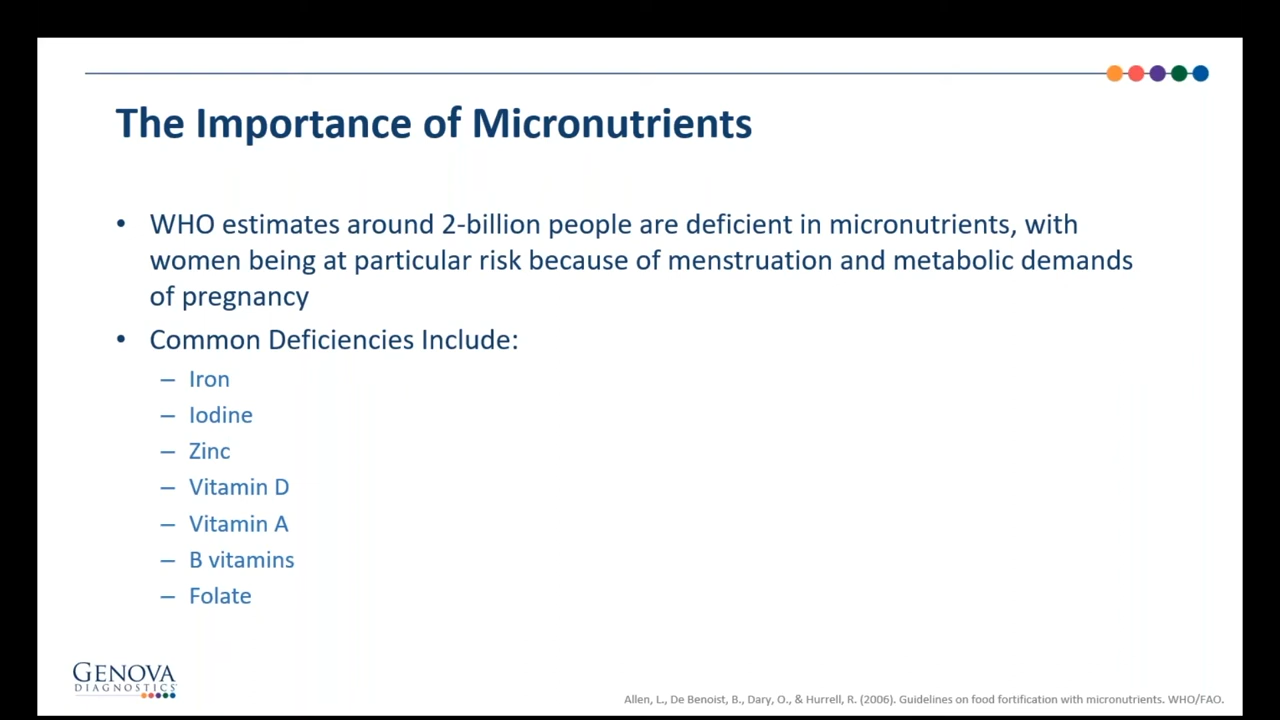 The Importance of Micronutrients
• WHO estimates around 2-billion people are deficient in micronutrients, with
women being at particular risk because of menstruation and metabolic demands
of pregnancy
• Common Deficiencies Include:
– Iron
– Iodine
– Zinc
– Vitamin D
– Vitamin A
– B vitamins
– Folate
GENOVA
DIAGNOSTICS
Allen, L., De Benoist, B., Dary, O., & Hurrell, R. (2006). Guidelines on food fortification with micronutrients. WHO/FAO.